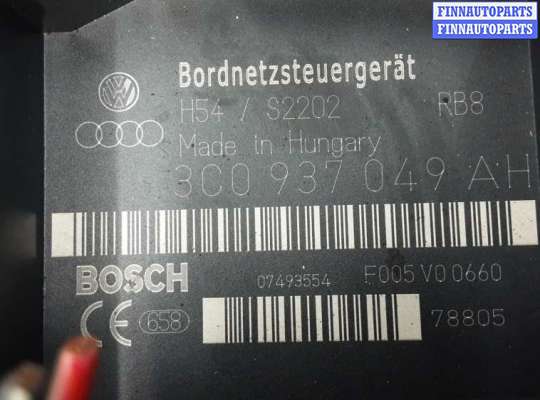 FINNAUTOPARTS
FINNAUTOPARTS
Bordnetzsteuergerät
H54 / S2202 RB8
Made in Hungary
3C0 937 049 AH
BOSCH 07493554 F005 V0 0660
CE 658 78805